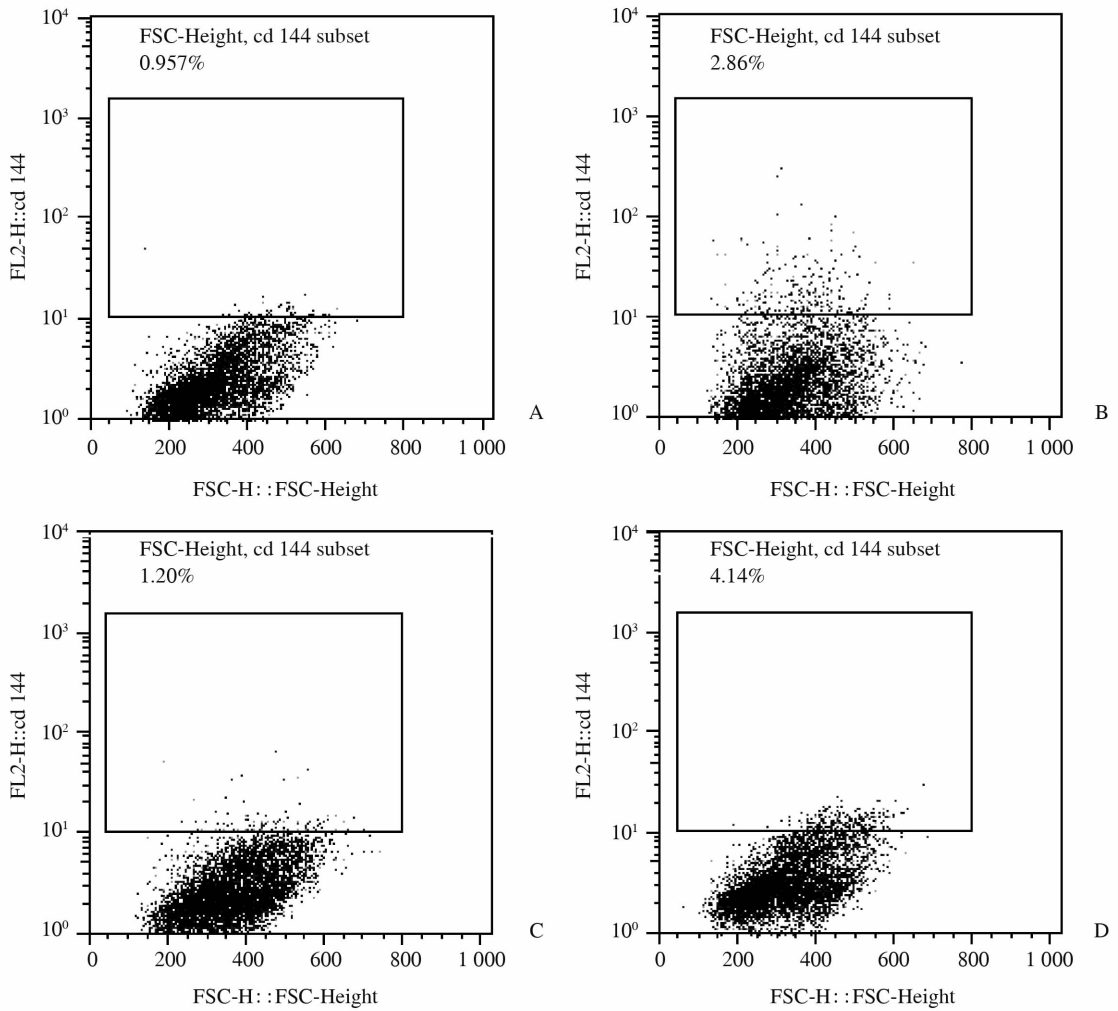 FSC-Height, cd 144 subset
0.957%
10⁴
10³
10²
10¹
10⁰
FL2-H::cd 144
0 200 400 600 800 1 000
FSC-H::FSC-Height
A
FSC-Height, cd 144 subset
2.86%
10⁴
10³
10²
10¹
10⁰
FL2-H::cd 144
0 200 400 600 800 1 000
FSC-H::FSC-Height
B
FSC-Height, cd 144 subset
1.20%
10⁴
10³
10²
10¹
10⁰
FL2-H::cd 144
0 200 400 600 800 1 000
FSC-H::FSC-Height
C
FSC-Height, cd 144 subset
4.14%
10⁴
10³
10²
10¹
10⁰
FL2-H::cd 144
0 200 400 600 800 1 000
FSC-H::FSC-Height
D